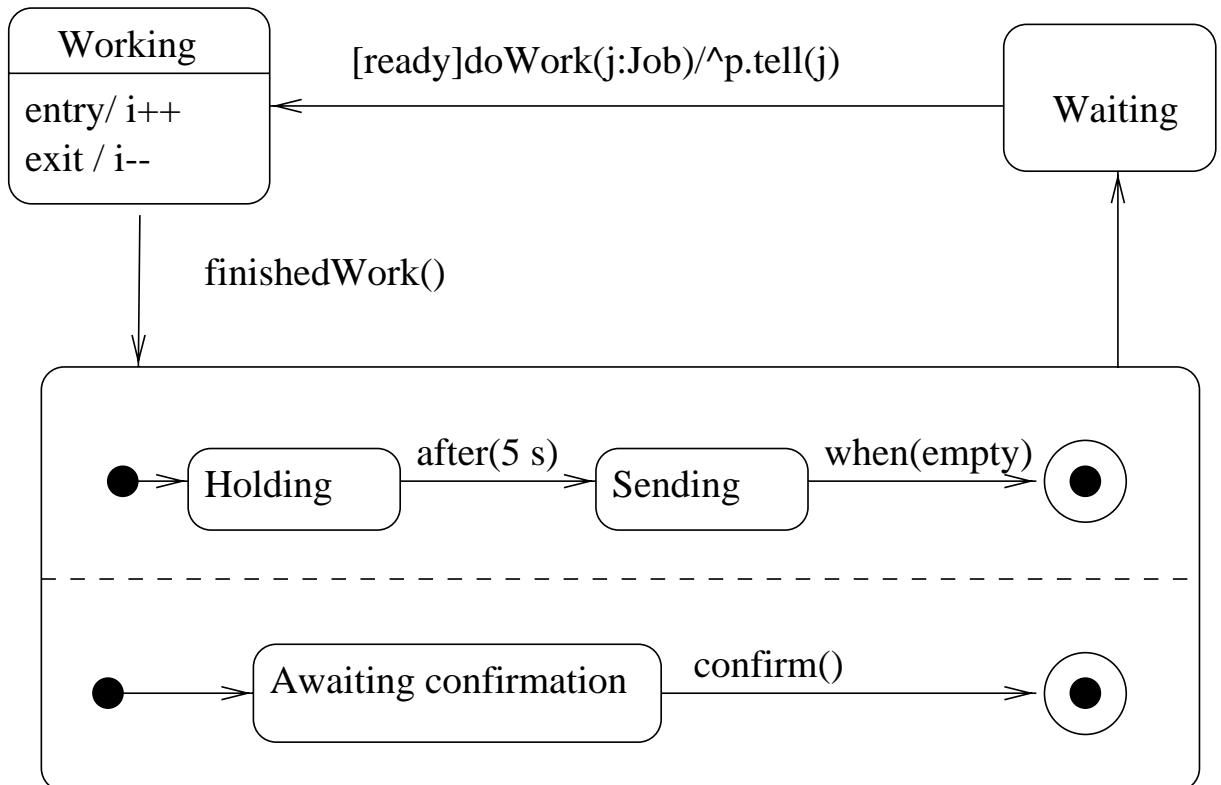 Working
[ready]doWork(j:Job)/^p.tell(j)
entry/ i++
Waiting
exit / i--
finishedWork()
after(5 s)
when(empty)
Holding
Sending
confirm()
Awaiting confirmation